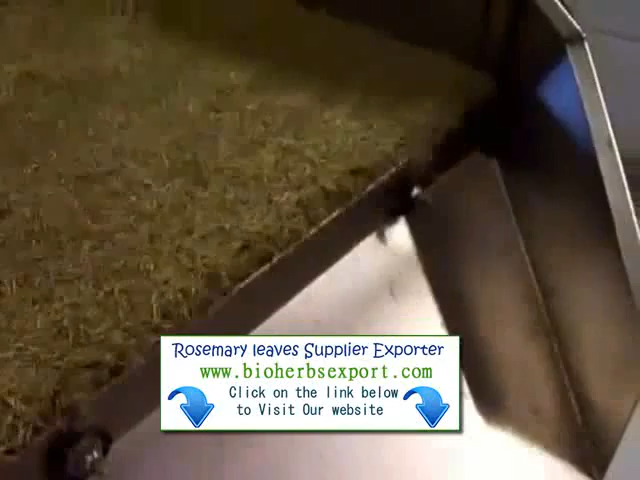 Rosemary leaves Supplier Exporter
www.bioherbsexport.com
Click on the link below
to Visit Our website